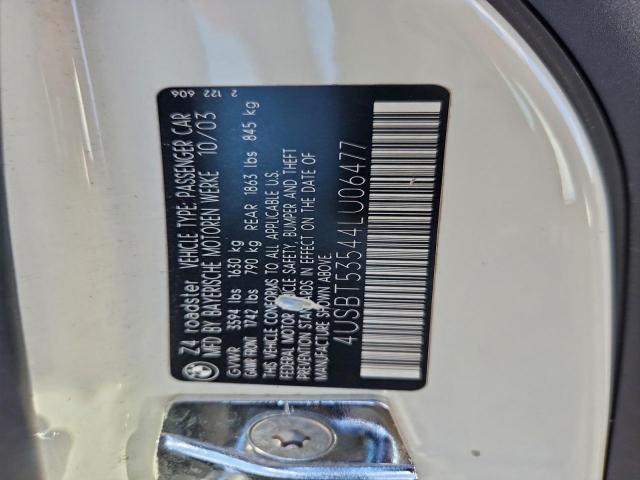 Z4 roadster VEHICLE TYPE: PASSENGER CAR
MFD BY BAYERISCHE MOTOREN WERKE 10/03
GVWR 3594 lbs 1630 kg
GAWR FRONT 1742 lbs 790 kg REAR 1863 lbs 845 kg
THIS VEHICLE CONFORMS TO ALL APPLICABLE U.S.
FEDERAL MOTOR VEHICLE SAFETY, BUMPER AND THEFT
PREVENTION STANDARDS IN EFFECT ON THE DATE OF
MANUFACTURE SHOWN ABOVE.
4USBT53544LU06477
2 122 606